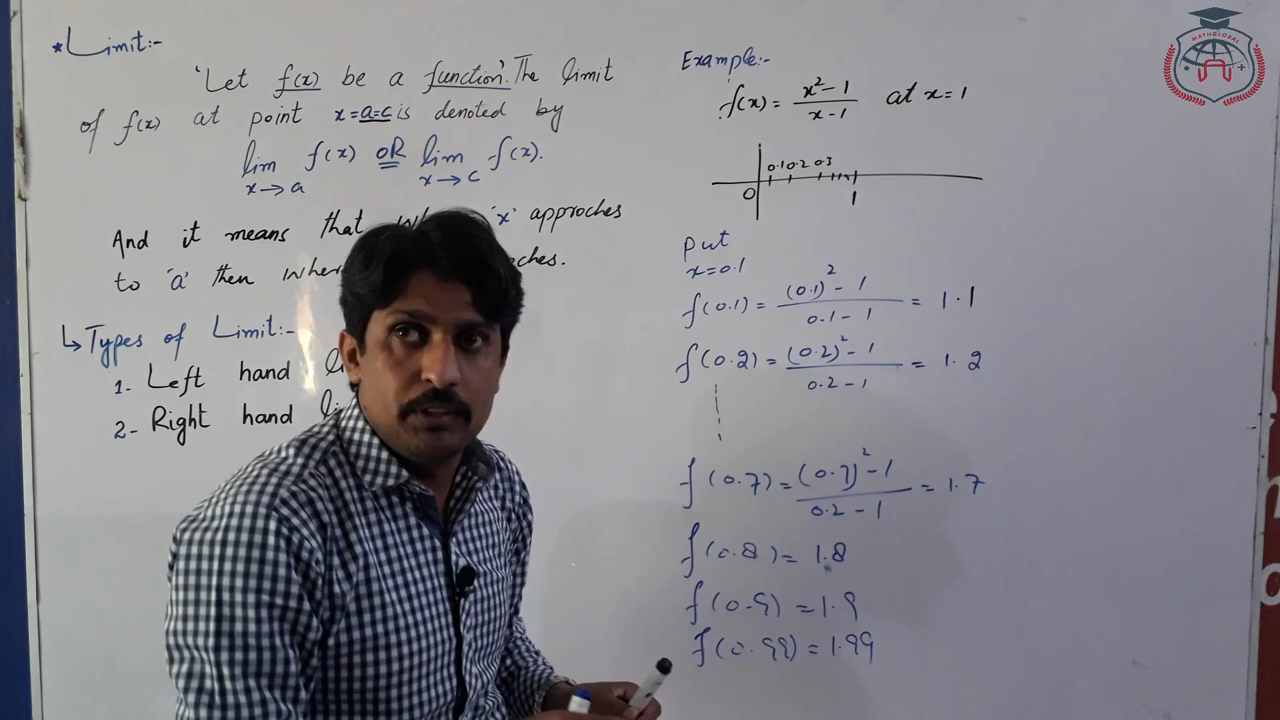 *Limit:-
'Let f(x) be a function'. The limit
of f(x) at point x=a=c is denoted by
lim f(x) OR lim f(x).
x→a x→c
And it means that 'x' approches
to 'a' then
↳Types of Limit:-
1- Left hand
2- Right hand
Example:-
f(x) = x²-1 at x=1
x-1
0.1 0.2 0.3
0 1
Put
x=0.1
f(0.1) = (0.1)²-1 = 1.1
0.1-1
f(0.2) = (0.2)²-1 = 1.2
0.2-1
f(0.7) = (0.7)²-1 = 1.7
0.2-1
f(0.8) = 1.8
f(0.9) = 1.9
f(0.99) = 1.99
MATHGLOBAL